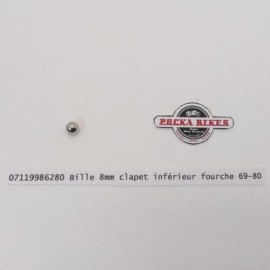 PUCKA BIKES
07119986280 Bille 8mm clapet inférieur fourche 69-80